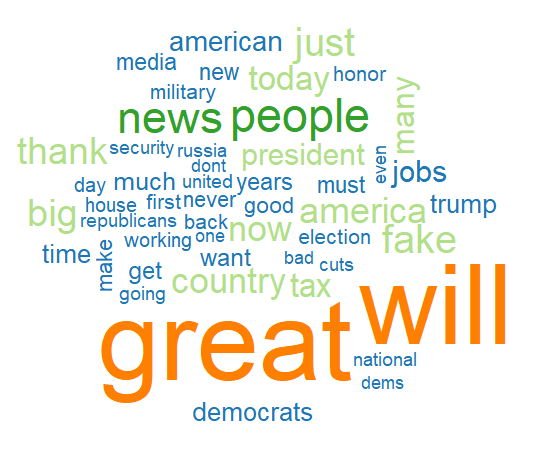 american
just
media
new
today
honor
military
news
people
many
thank
security
russia
president
even
dont
jobs
day
much
united
years
must
house
first
never
good
america
trump
big
republicans
back
now
election
fake
working
one
time
make
get
want
bad
cuts
going
country
tax
great
will
national
dems
democrats